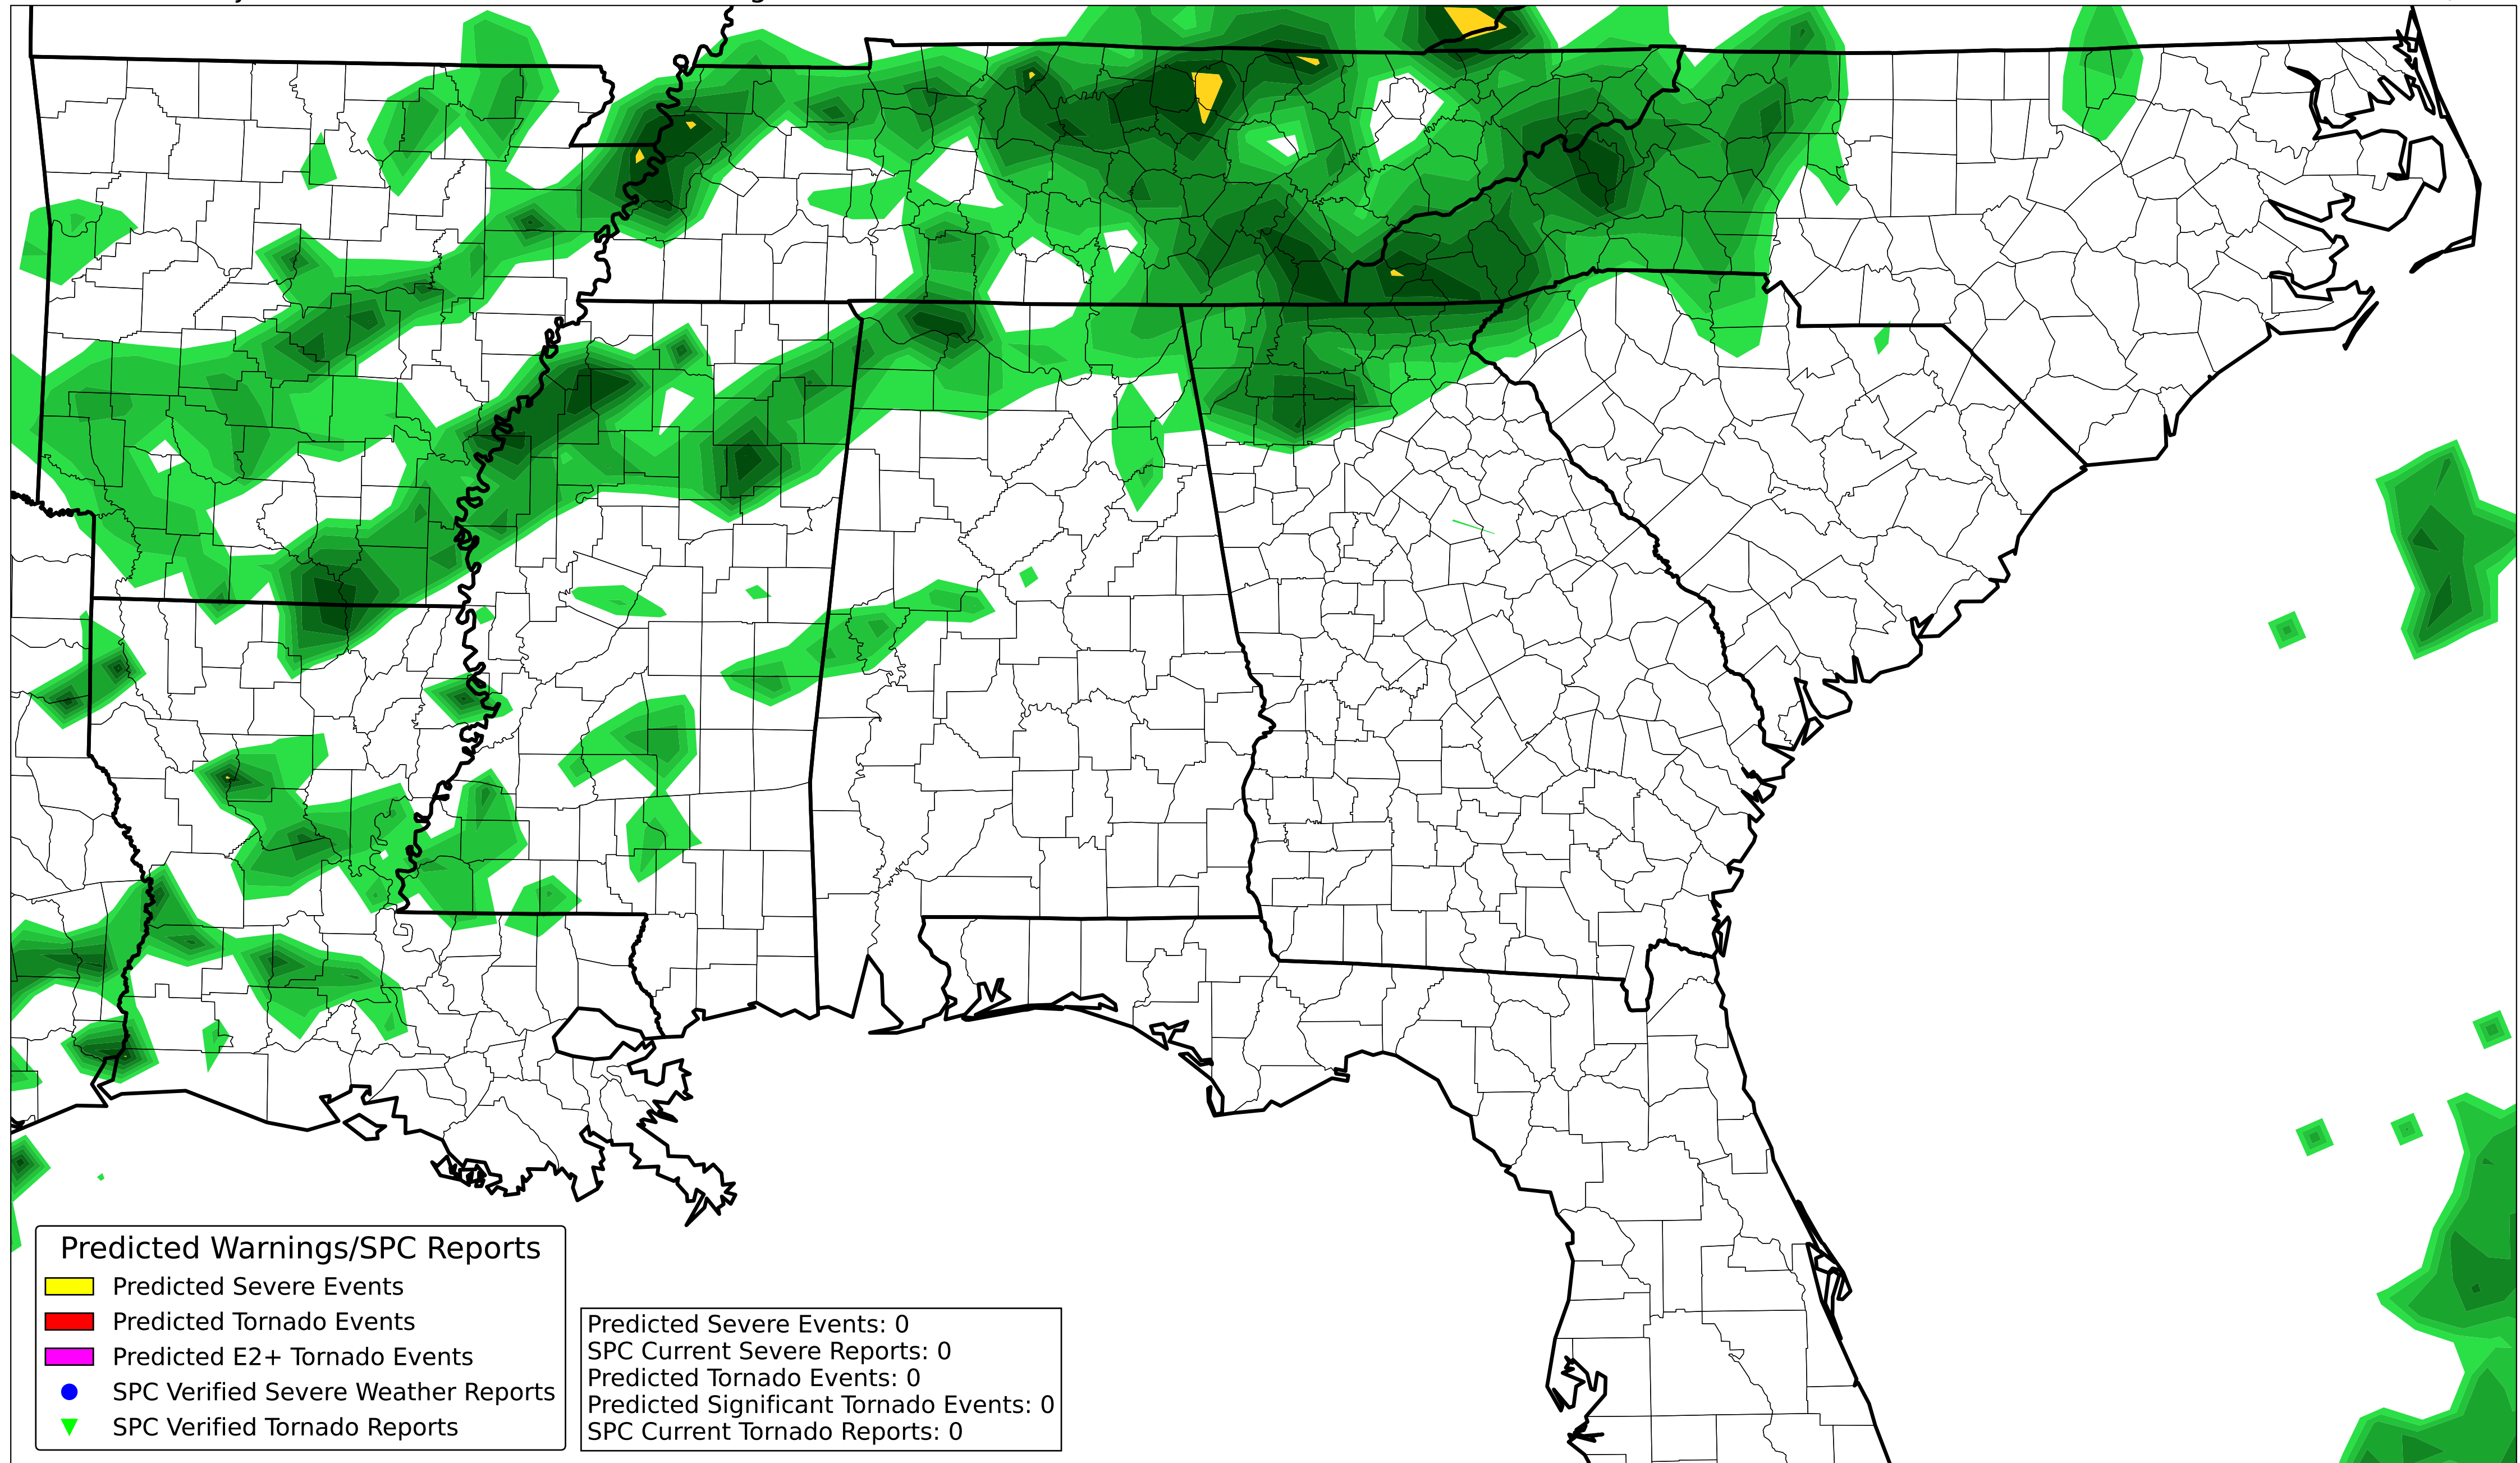 Predicted Warnings/SPC Reports
Predicted Severe Events
Predicted Tornado Events
Predicted E2+ Tornado Events
SPC Verified Severe Weather Reports
SPC Verified Tornado Reports
Predicted Severe Events: 0
SPC Current Severe Reports: 0
Predicted Tornado Events: 0
Predicted Significant Tornado Events: 0
SPC Current Tornado Reports: 0